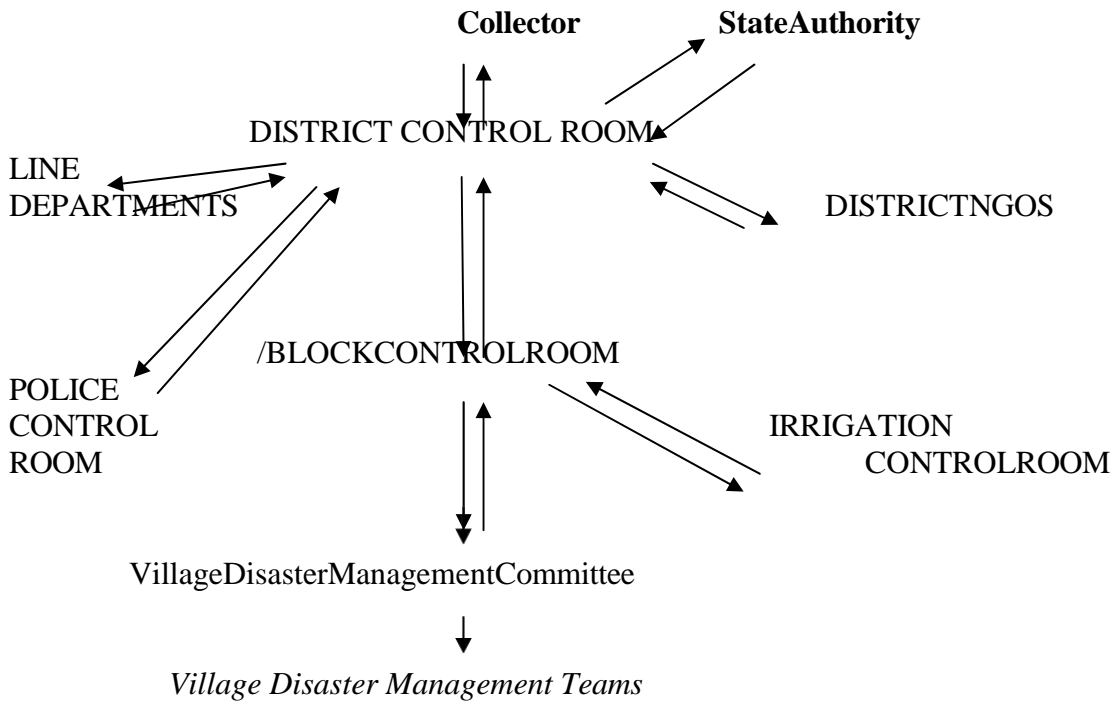 Collector StateAuthority
DISTRICT CONTROL ROOM
LINE
DEPARTMENTS
DISTRICTNGOS
/BLOCKCONTROLROOM
POLICE
CONTROL
ROOM
IRRIGATION
CONTROLROOM
VillageDisasterManagementCommittee
Village Disaster Management Teams